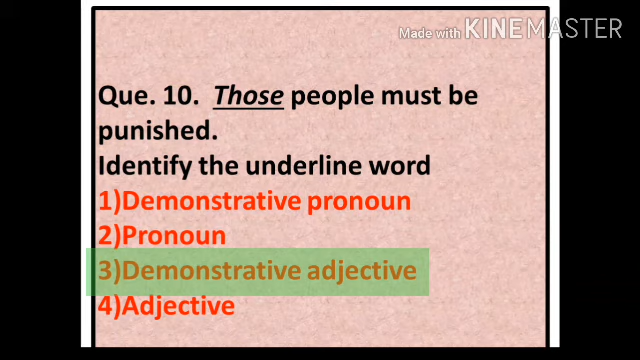 Made with KINEMASTER
Que. 10. Those people must be
punished.
Identify the underline word
1)Demonstrative pronoun
2)Pronoun
3)Demonstrative adjective
4)Adjective